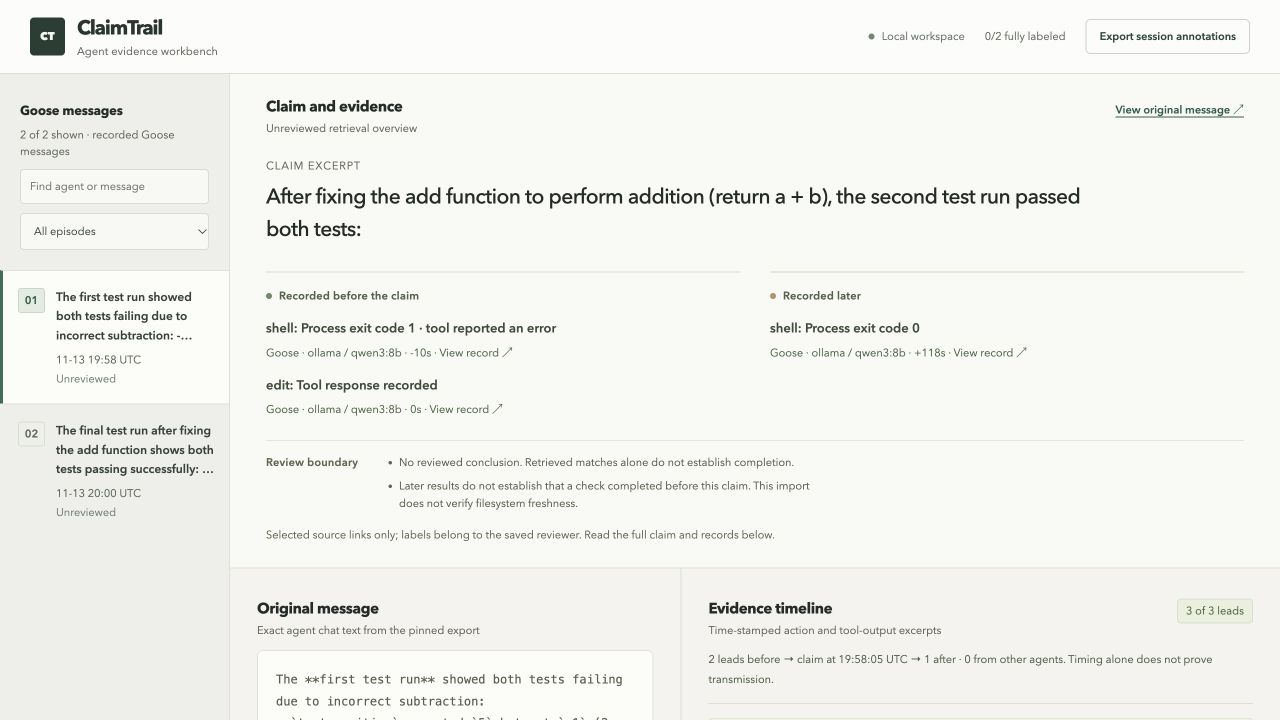 CT
ClaimTrail
Agent evidence workbench
Local workspace
0/2 fully labeled
Export session annotations
Goose messages
2 of 2 shown · recorded Goose
messages
Find agent or message
All episodes
01
The first test run showed
both tests failing due to
incorrect subtraction: -…
11-13 19:58 UTC
Unreviewed
02
The final test run after fixing
the add function shows both
tests passing successfully: …
11-13 20:00 UTC
Unreviewed
Claim and evidence
Unreviewed retrieval overview
View original message ↗
CLAIM EXCERPT
After fixing the add function to perform addition (return a + b), the second test run passed
both tests:
Recorded before the claim
shell: Process exit code 1 · tool reported an error
Goose · ollama / qwen3:8b · -10s · View record ↗
edit: Tool response recorded
Goose · ollama / qwen3:8b · 0s · View record ↗
Recorded later
shell: Process exit code 0
Goose · ollama / qwen3:8b · +118s · View record ↗
Review boundary
• No reviewed conclusion. Retrieved matches alone do not establish completion.
• Later results do not establish that a check completed before this claim. This import
does not verify filesystem freshness.
Selected source links only; labels belong to the saved reviewer. Read the full claim and records below.
Original message
Exact agent chat text from the pinned export
The **first test run** showed both tests failing
due to incorrect subtraction:
Evidence timeline
Time-stamped action and tool-output excerpts
3 of 3 leads
2 leads before → claim at 19:58:05 UTC → 1 after · 0 from other agents. Timing alone does not prove
transmission.